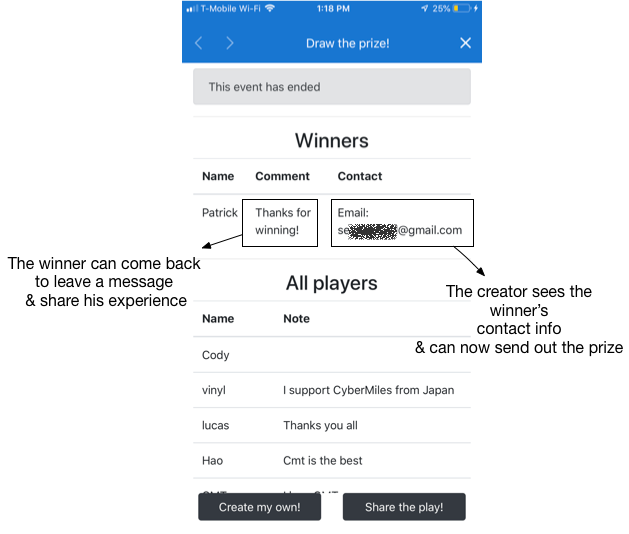 T-Mobile Wi-Fi 1:18 PM 25%
Draw the prize!
This event has ended
Winners
Name Comment Contact
Patrick Thanks for Email:
winning! se @gmail.com
The winner can come back
to leave a message
& share his experience
The creator sees the
winner's
contact info
& can now send out the prize
All players
Name Note
Cody
vinyl I support CyberMiles from Japan
lucas Thanks you all
Hao Cmt is the best
Create my own! Share the play!